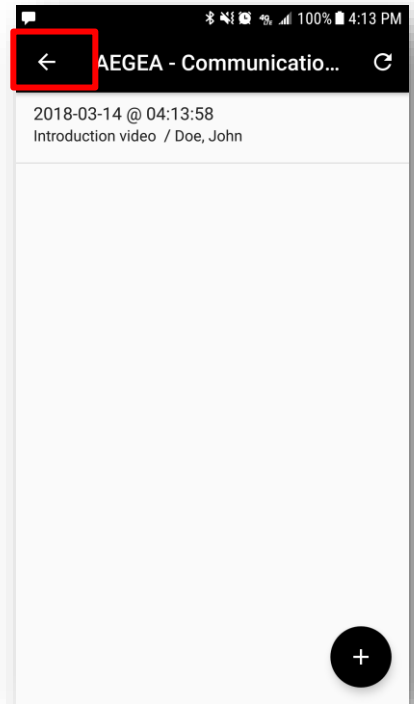 100% 4:13 PM
AEGEA - Communicatio...
2018-03-14 @ 04:13:58
Introduction video / Doe, John
+